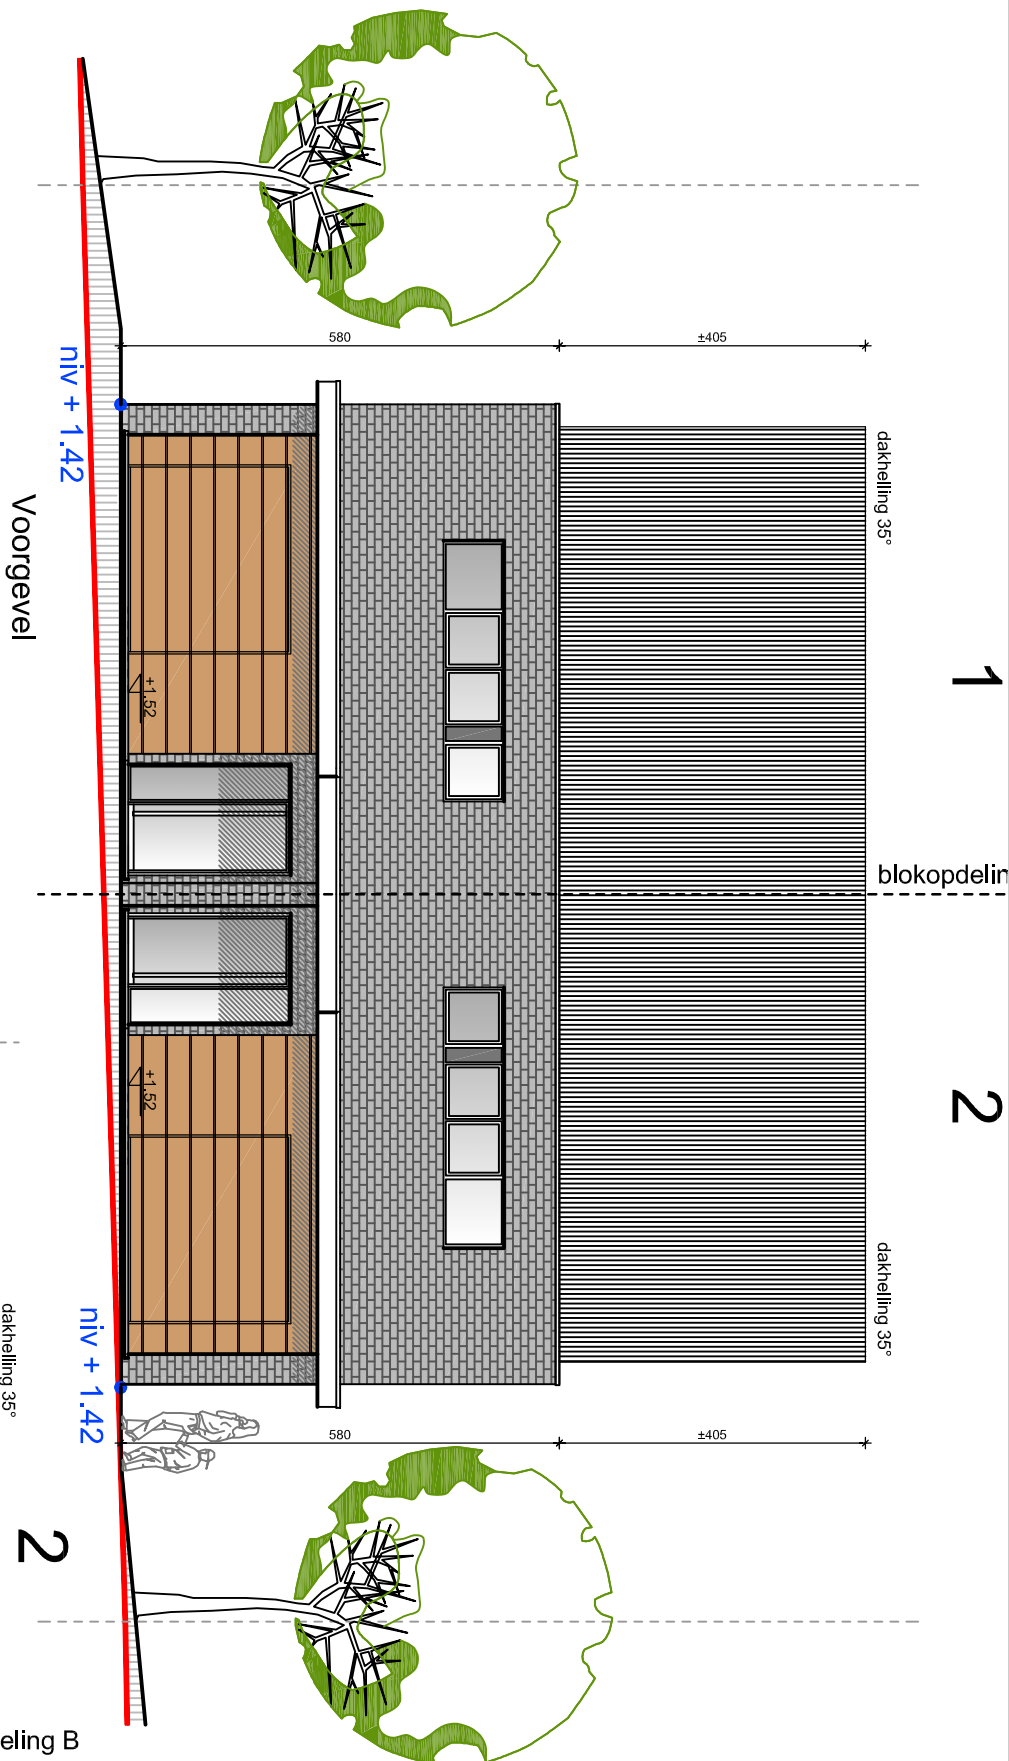 1
2
blokopdelin
dakhelling 35°
dakhelling 35°
580
±405
580
±405
+1.52
+1.52
niv + 1.42
niv + 1.42
Voorgevel
dakhelling 35°
2
eling B